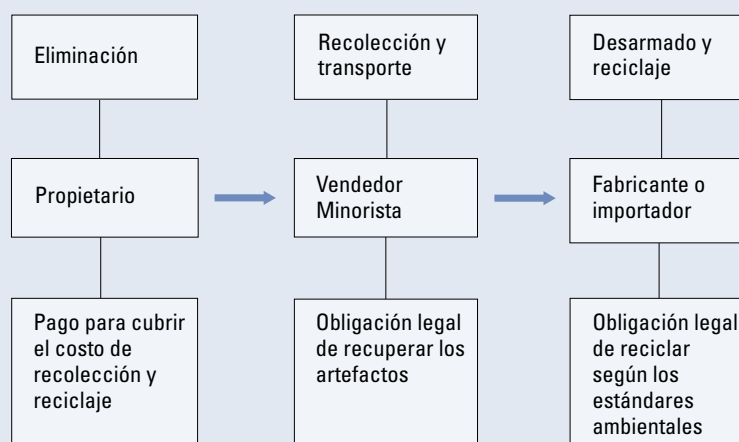 Eliminación
Recolección y
transporte
Desarmado y
reciclaje
Propietario
Vendedor
Minorista
Fabricante o
importador
Pago para cubrir
el costo de
recolección y
reciclaje
Obligación legal
de recuperar los
artefactos
Obligación legal
de reciclar
según los
estándares
ambientales